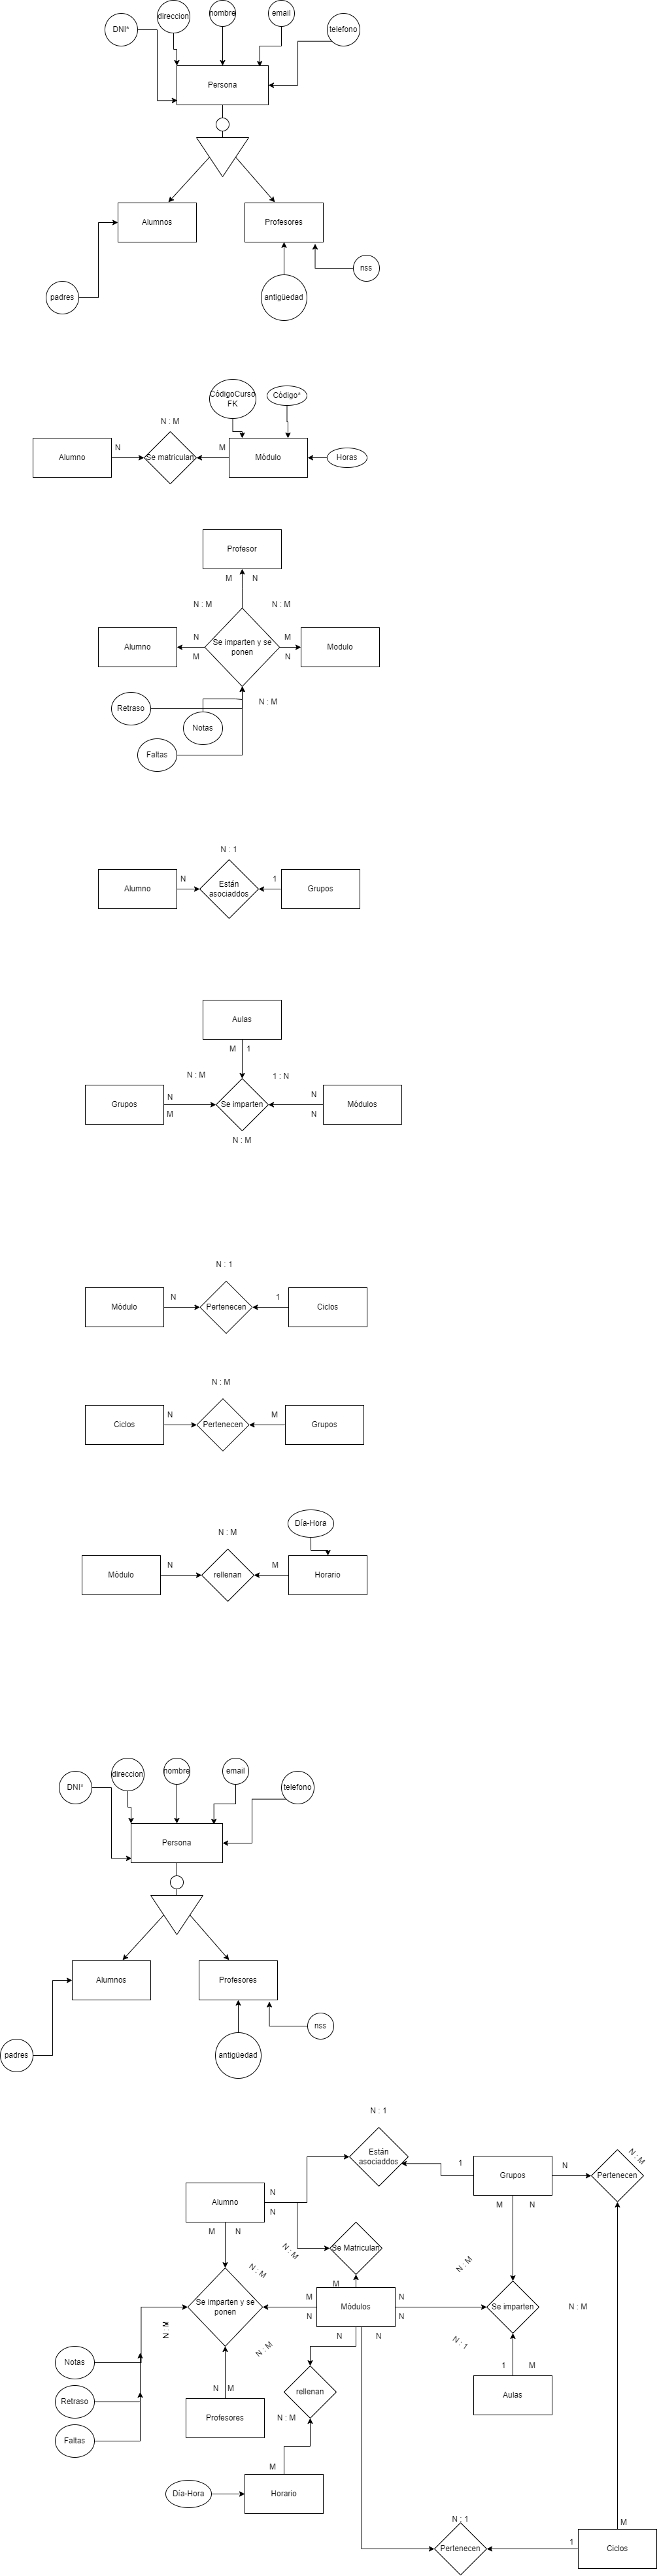 direccion
nombre
email
DNI*
telefono
Persona
Alumnos
Profesores
nss
padres
antigüedad
CódigoCurso
FK
Código*
N : M
Alumno
N
Se matriculan
M
Módulo
Horas
Profesor
M
N
N : M
N : M
Alumno
N
M
Se imparten y se
ponen
M
N
Modulo
N : M
Retraso
Notas
Faltas
N : 1
Alumno
N
Están
asociaddos
1
Grupos
Aulas
M
1
N : M
1 : N
Grupos
N
M
Se imparten
N
N
Módulos
N : M
N : 1
Módulo
N
Pertenecen
1
Ciclos
N : M
Ciclos
N
Pertenecen
M
Grupos
Día-Hora
N : M
Módulo
N
rellenan
M
Horario
direccion
nombre
email
DNI*
telefono
Persona
Alumnos
Profesores
nss
padres
antigüedad
N : 1
Están
asociaddos
1
Grupos
N
N : M
Pertenecen
Alumno
N
N
M
N
M
N
N : M
Se Matriculan
N : M
N : M
M
Se imparten y se
ponen
M
N
Módulos
N
N
Se imparten
N : M
N : M
N : M
N
N
N : 1
Notas
Retraso
Faltas
N
M
Profesores
rellenan
N : M
1
M
Aulas
M
Día-Hora
Horario
N : 1
Pertenecen
1
M
Ciclos